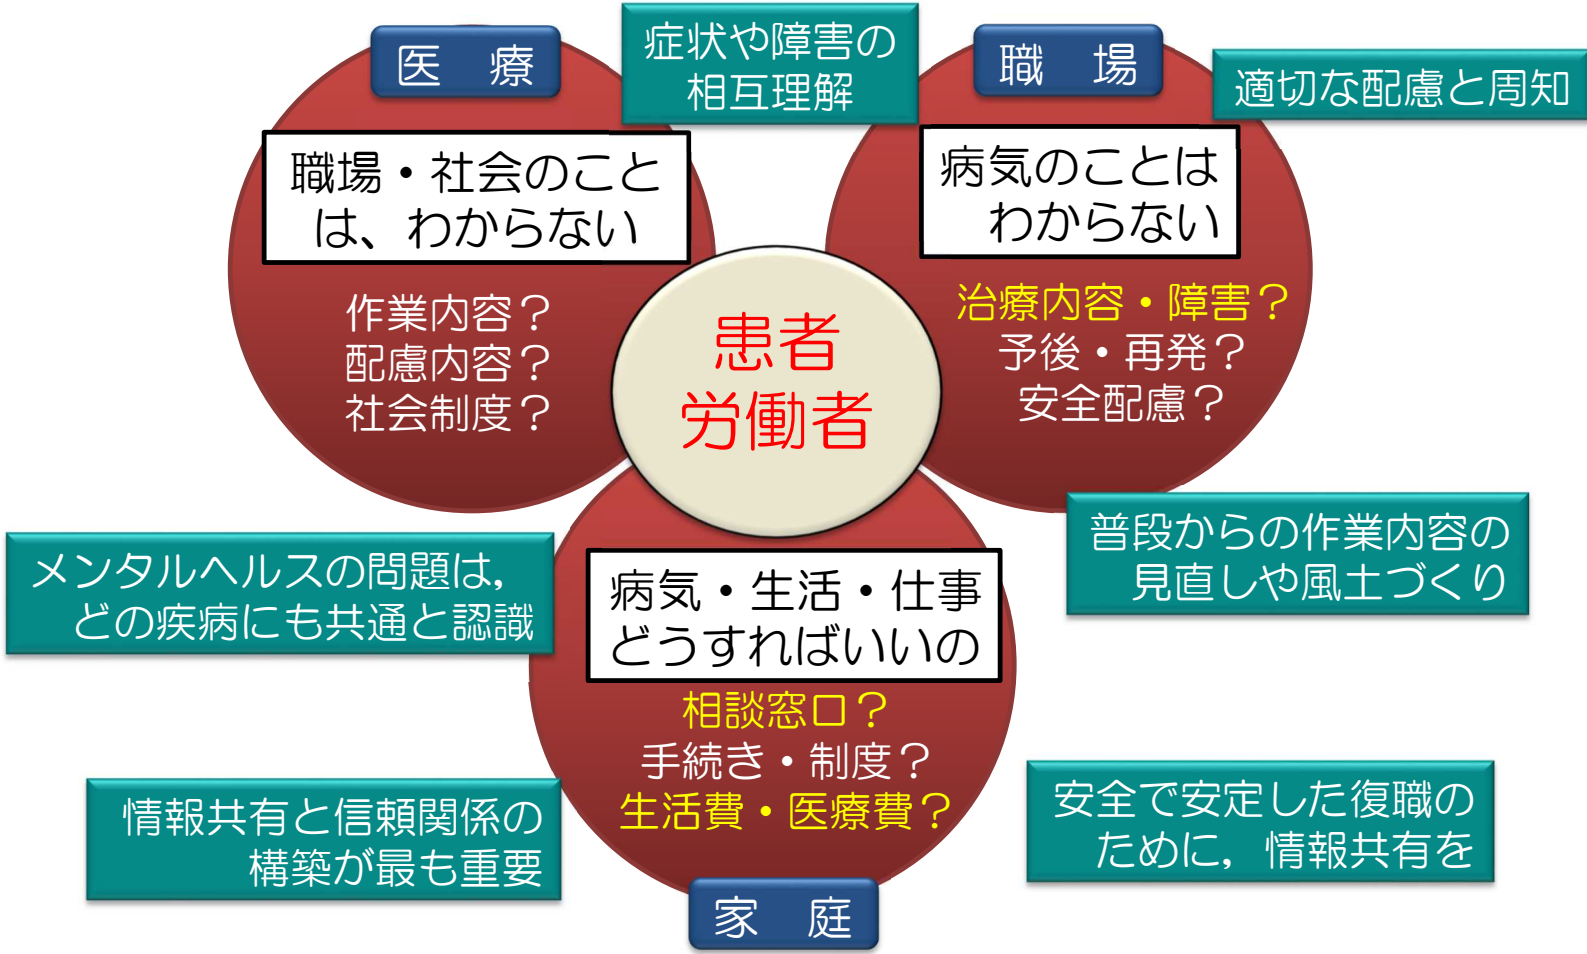 医　療
職場・社会のこと
は、わからない
作業内容？
配慮内容？
社会制度？
症状や障害の
相互理解
職　場
病気のことは
わからない
治療内容・障害？
予後・再発？
安全配慮？
適切な配慮と周知
患者
労働者
メンタルヘルスの問題は，
どの疾病にも共通と認識
普段からの作業内容の
見直しや風土づくり
病気・生活・仕事
どうすればいいの
相談窓口？
手続き・制度？
生活費・医療費？
家　庭
情報共有と信頼関係の
構築が最も重要
安全で安定した復職の
ために，情報共有を